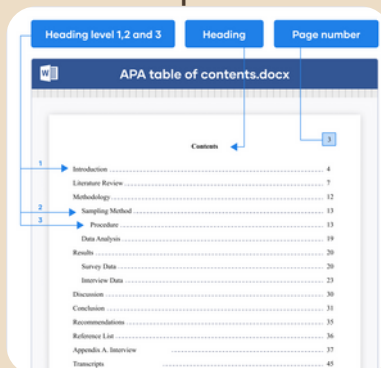 Heading level 1,2 and 3 Heading Page number
W APA table of contents.docx
3
Contents
1 Introduction 4
Literature Review 7
Methodology 12
2 Sampling Method 13
3 Procedure 13
Data Analysis 19
Results 20
Survey Data 20
Interview Data 23
Discussion 30
Conclusion 31
Recommendations 35
Reference List 36
Appendix A. Interview 37
Transcripts 45